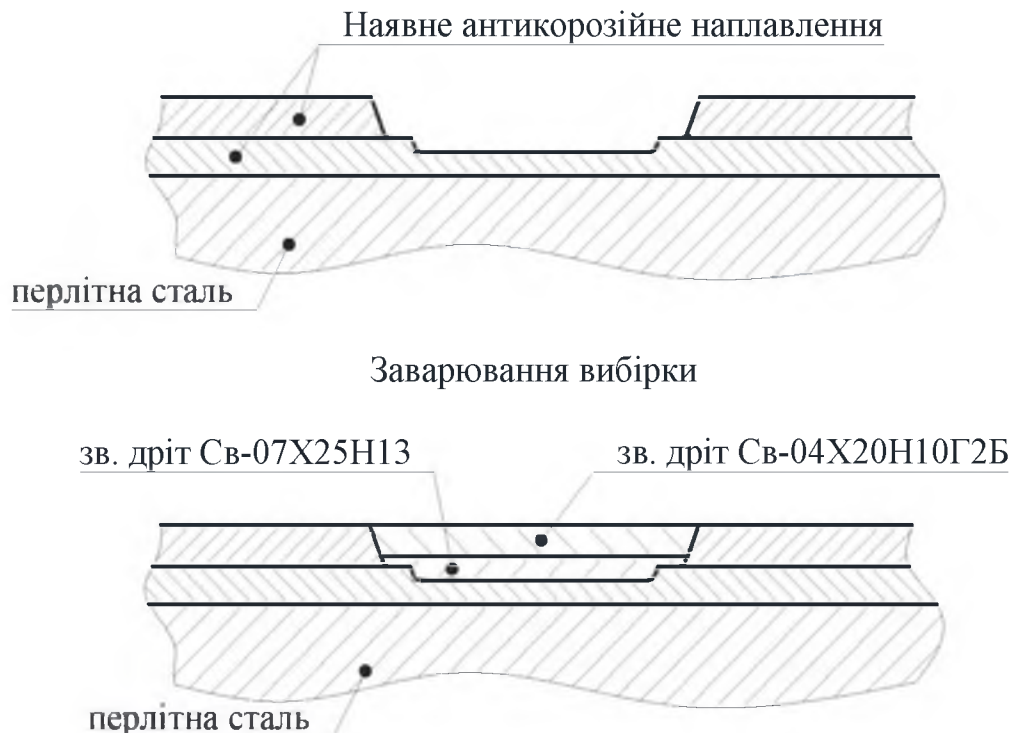 Наявне антикорозійне наплавлення
перлітна сталь
Заварювання вибірки
зв. дріт Св-07Х25Н13
зв. дріт Св-04Х20Н10Г2Б
перлітна сталь